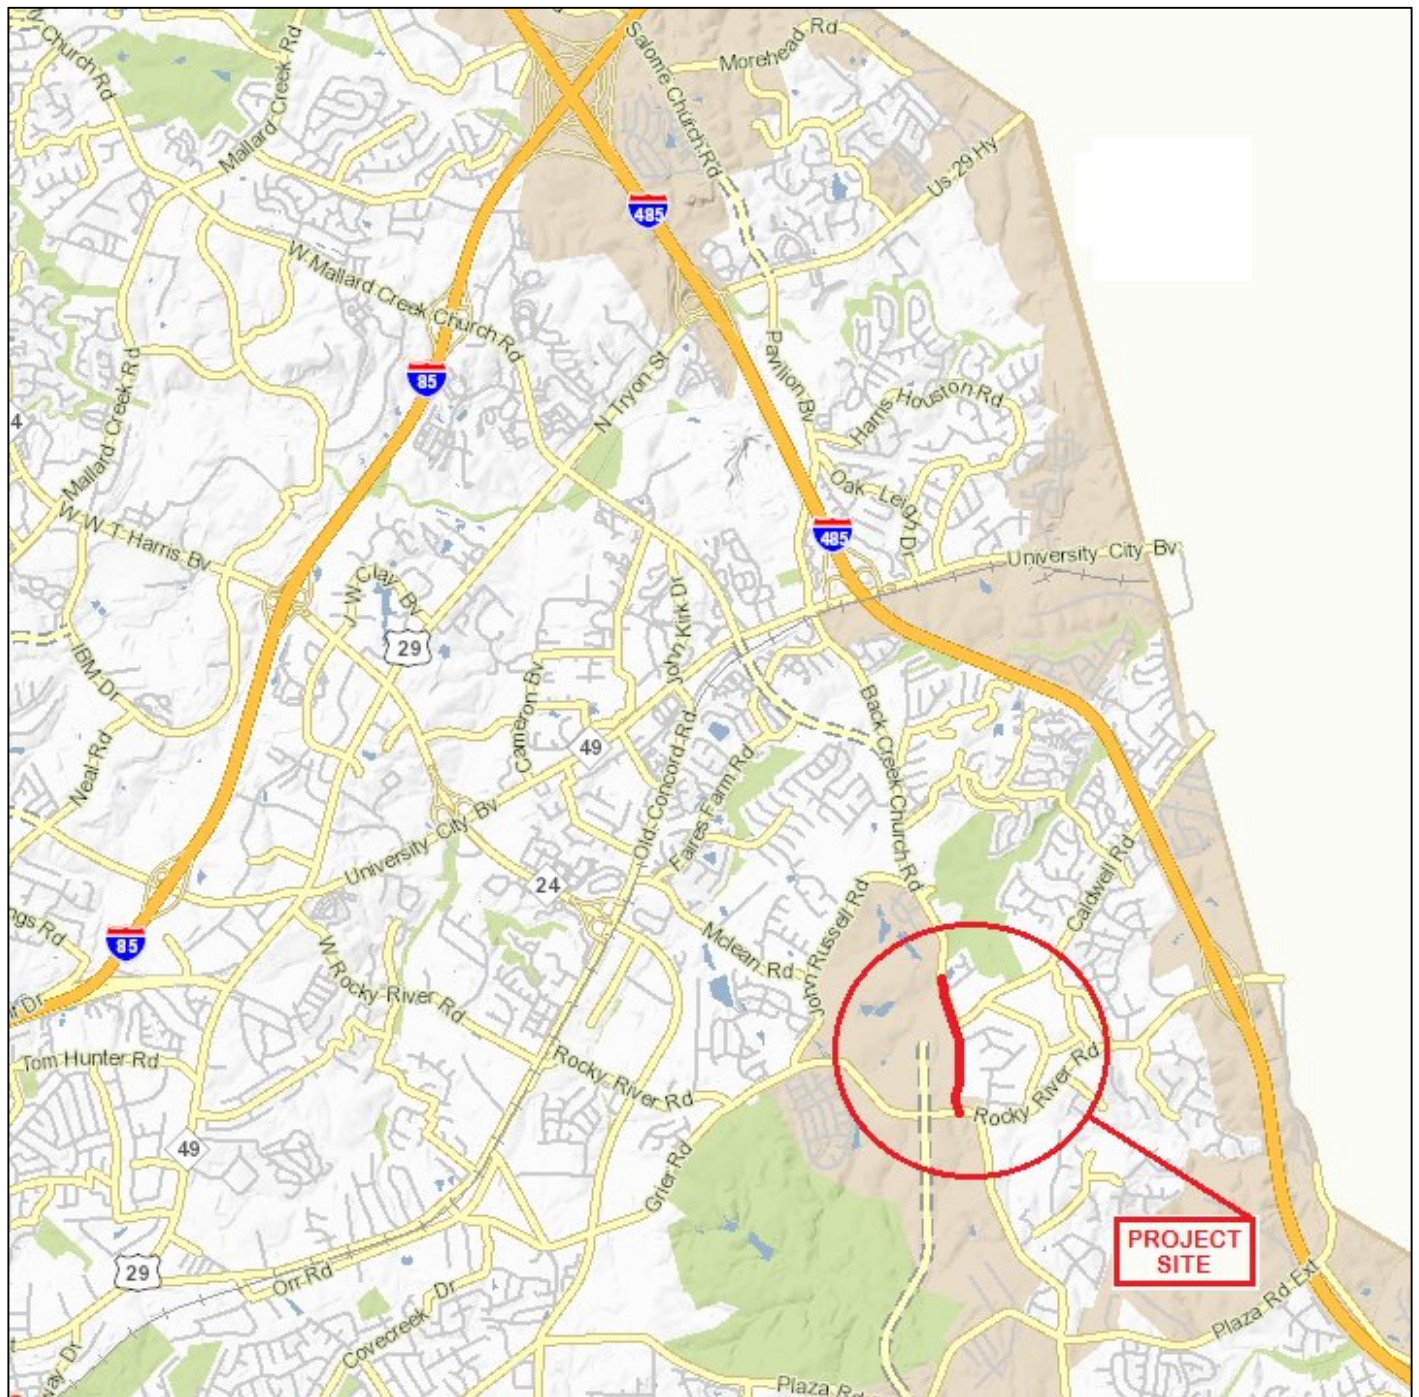 Church Rd
Mallard Creek Rd
Salome Church Rd
Morehead Rd
Us 29 Hy
485
W Mallard Creek Church Rd
85
N Tryon St
Pavilion Bv
Harris Houston Rd
Mallard Creek Rd
4
Oak Leigh Dr
485
University City Bv
W W T Harris Bv
J W Clay Bv
29
John Kirk Dr
IBM Dr
Cameron Bv
Back Creek Church Rd
Neal Rd
49
Old Concord Rd
Faires Farm Rd
University City Bv
24
Caldwell Rd
ngs Rd
85
W Rocky River Rd
Mclean Rd
John Russell Rd
Dr
Tom Hunter Rd
Rocky River Rd
Rocky River Rd
49
Grier Rd
PROJECT
SITE
29
Orr Rd
Covecreek Dr
Plaza Rd Ext
way Dr
Plaza Rd